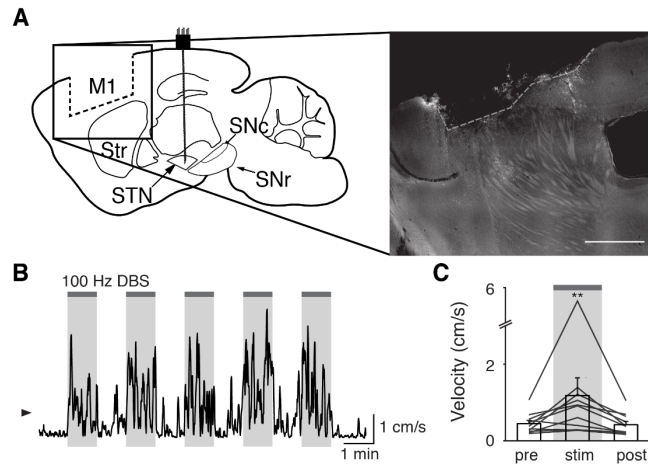 A
M1
Str
STN
SNc
SNr
B
100 Hz DBS
1 cm/s
1 min
C
Velocity (cm/s)
6
2
0
**
pre stim post